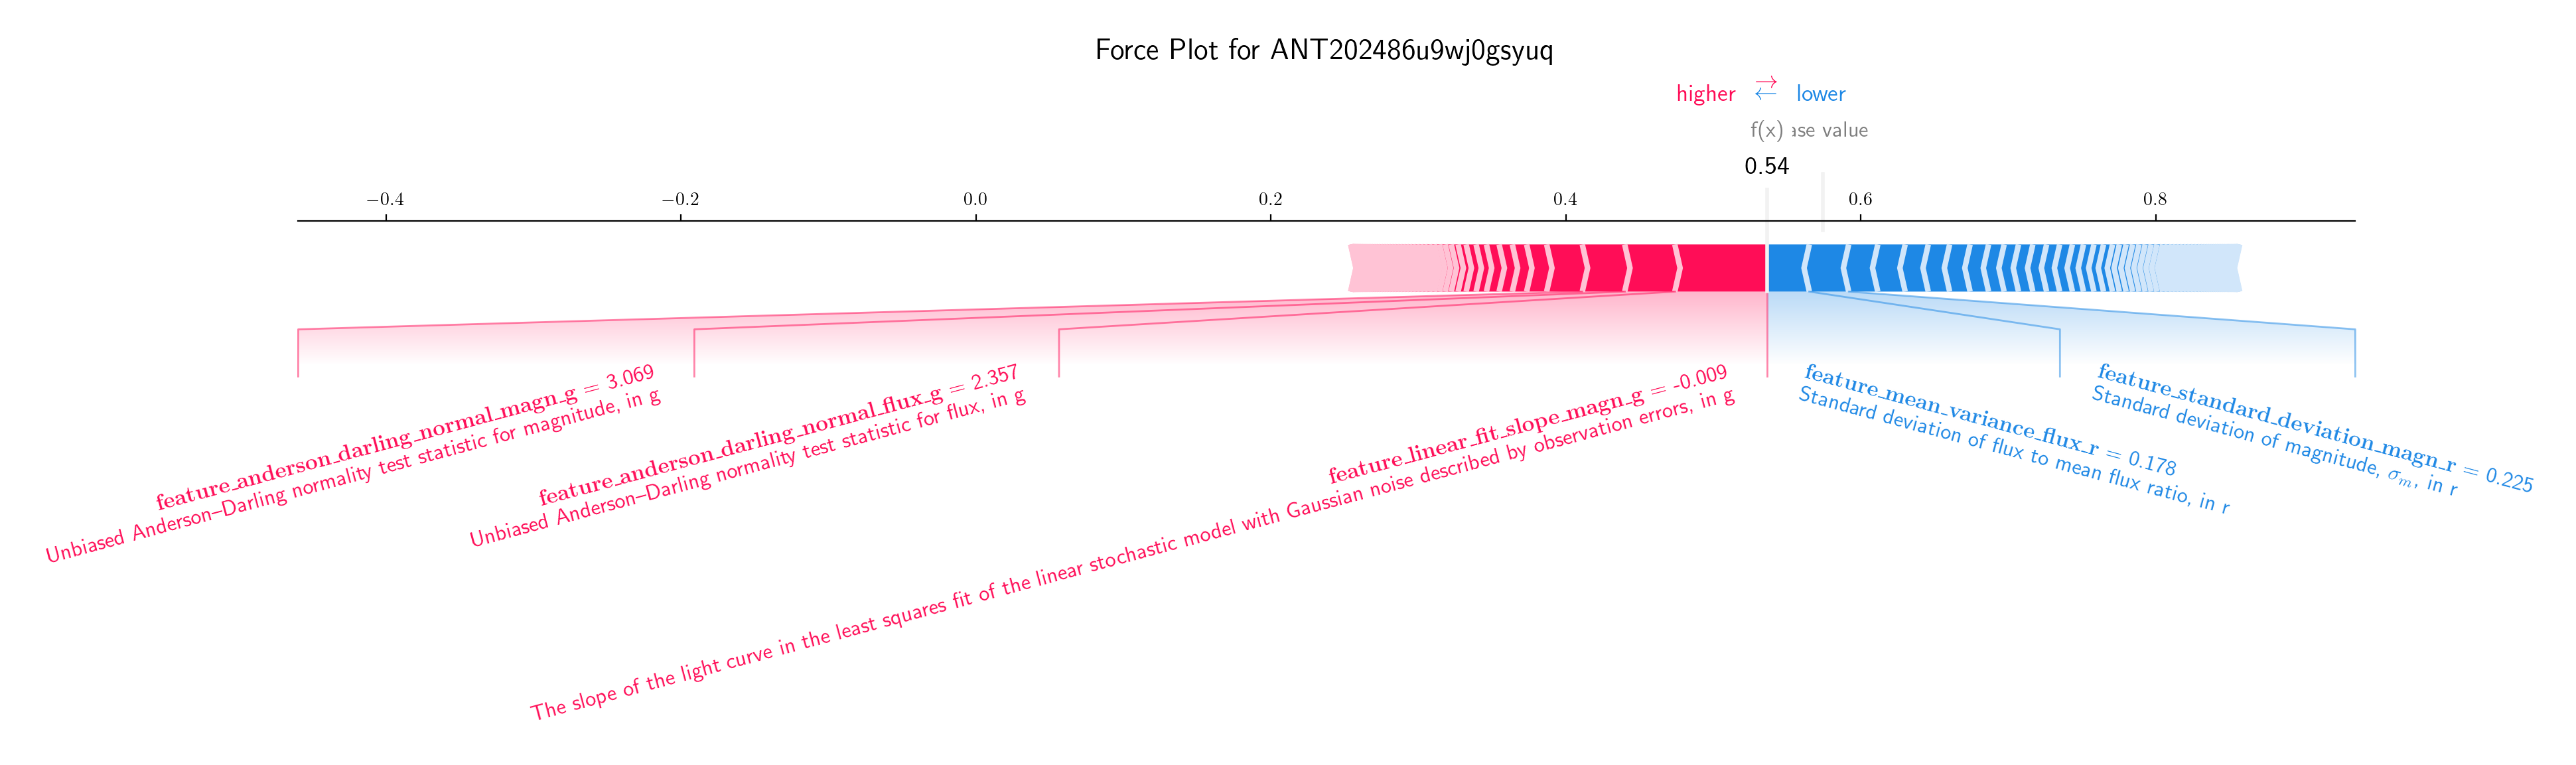 Force Plot for ANT202486u9wj0gsyuq
higher → ← lower
f(x) ase value
0.54
−0.4 −0.2 0.0 0.2 0.4 0.6 0.8
feature_anderson_darling_normal_magn_g = 3.069
Unbiased Anderson–Darling normality test statistic for magnitude, in g
feature_anderson_darling_normal_flux_g = 2.357
Unbiased Anderson–Darling normality test statistic for flux, in g
feature_linear_fit_slope_magn_g = -0.009
The slope of the light curve in the least squares fit of the linear stochastic model with Gaussian noise described by observation errors, in g
feature_mean_variance_flux_r = 0.178
Standard deviation of flux to mean flux ratio, in r
feature_standard_deviation_magn_r = 0.225
Standard deviation of magnitude, σₘ, in r